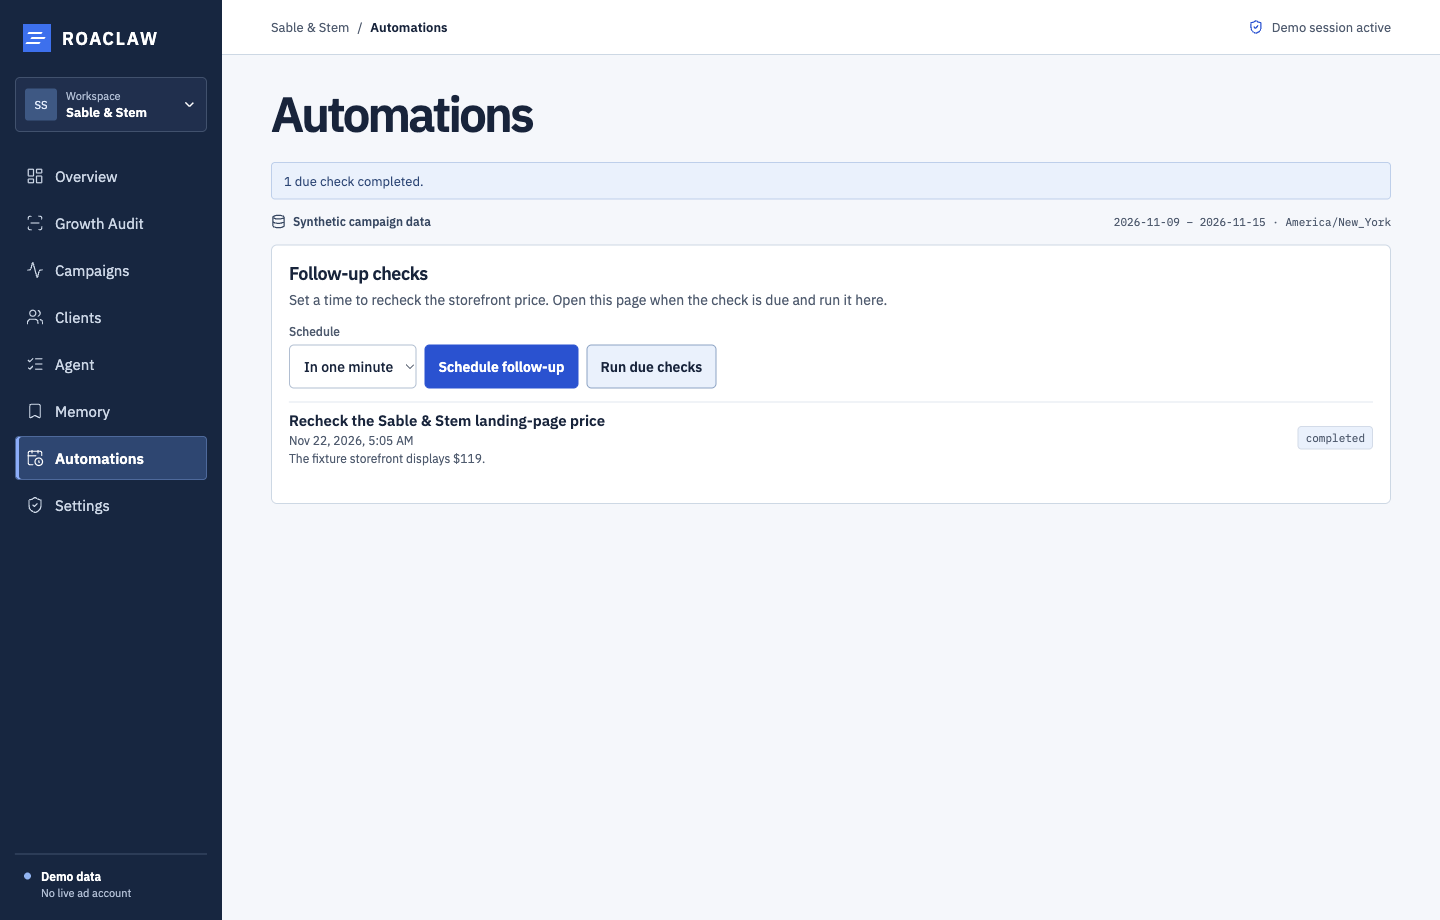 ROACLAW
SS
Workspace
Sable & Stem
Overview
Growth Audit
Campaigns
Clients
Agent
Memory
Automations
Settings
Demo data
No live ad account
Sable & Stem / Automations
Demo session active
Automations
1 due check completed.
Synthetic campaign data
2026-11-09 – 2026-11-15 · America/New_York
Follow-up checks
Set a time to recheck the storefront price. Open this page when the check is due and run it here.
Schedule
In one minute
Schedule follow-up
Run due checks
Recheck the Sable & Stem landing-page price
Nov 22, 2026, 5:05 AM
The fixture storefront displays $119.
completed